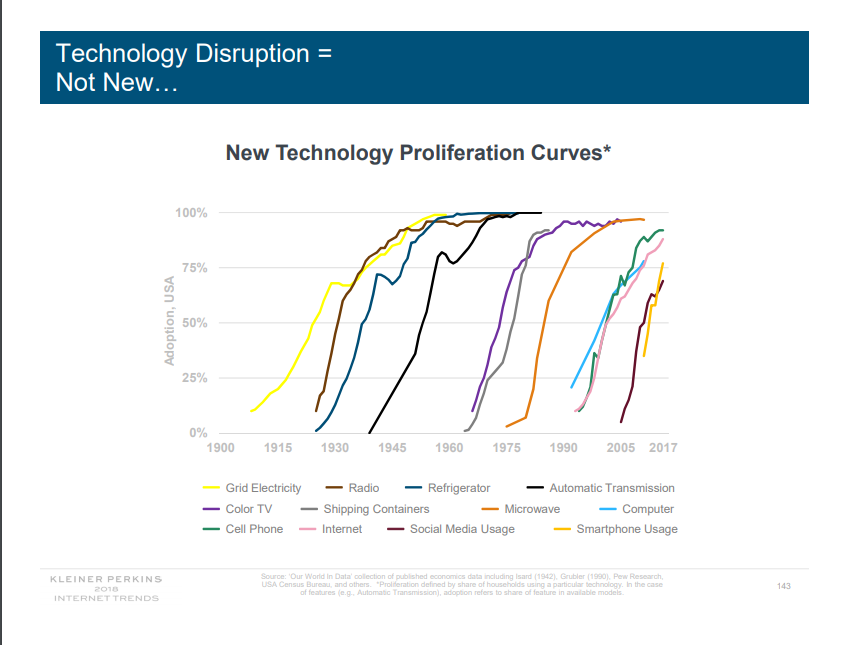 Technology Disruption =
Not New…
New Technology Proliferation Curves*
Adoption, USA
100%
75%
50%
25%
0%
1900 1915 1930 1945 1960 1975 1990 2005 2017
Grid Electricity Radio Refrigerator Automatic Transmission
Color TV Shipping Containers Microwave Computer
Cell Phone Internet Social Media Usage Smartphone Usage
KLEINER PERKINS
2018
INTERNET TRENDS
Source: 'Our World In Data' collection of published economics data including Isard (1942), Grubler (1990), Pew Research,
USA Census Bureau, and others. *Proliferation defined by share of households using a particular technology. In the case
of features (e.g., Automatic Transmission), adoption refers to share of feature in available models.
143